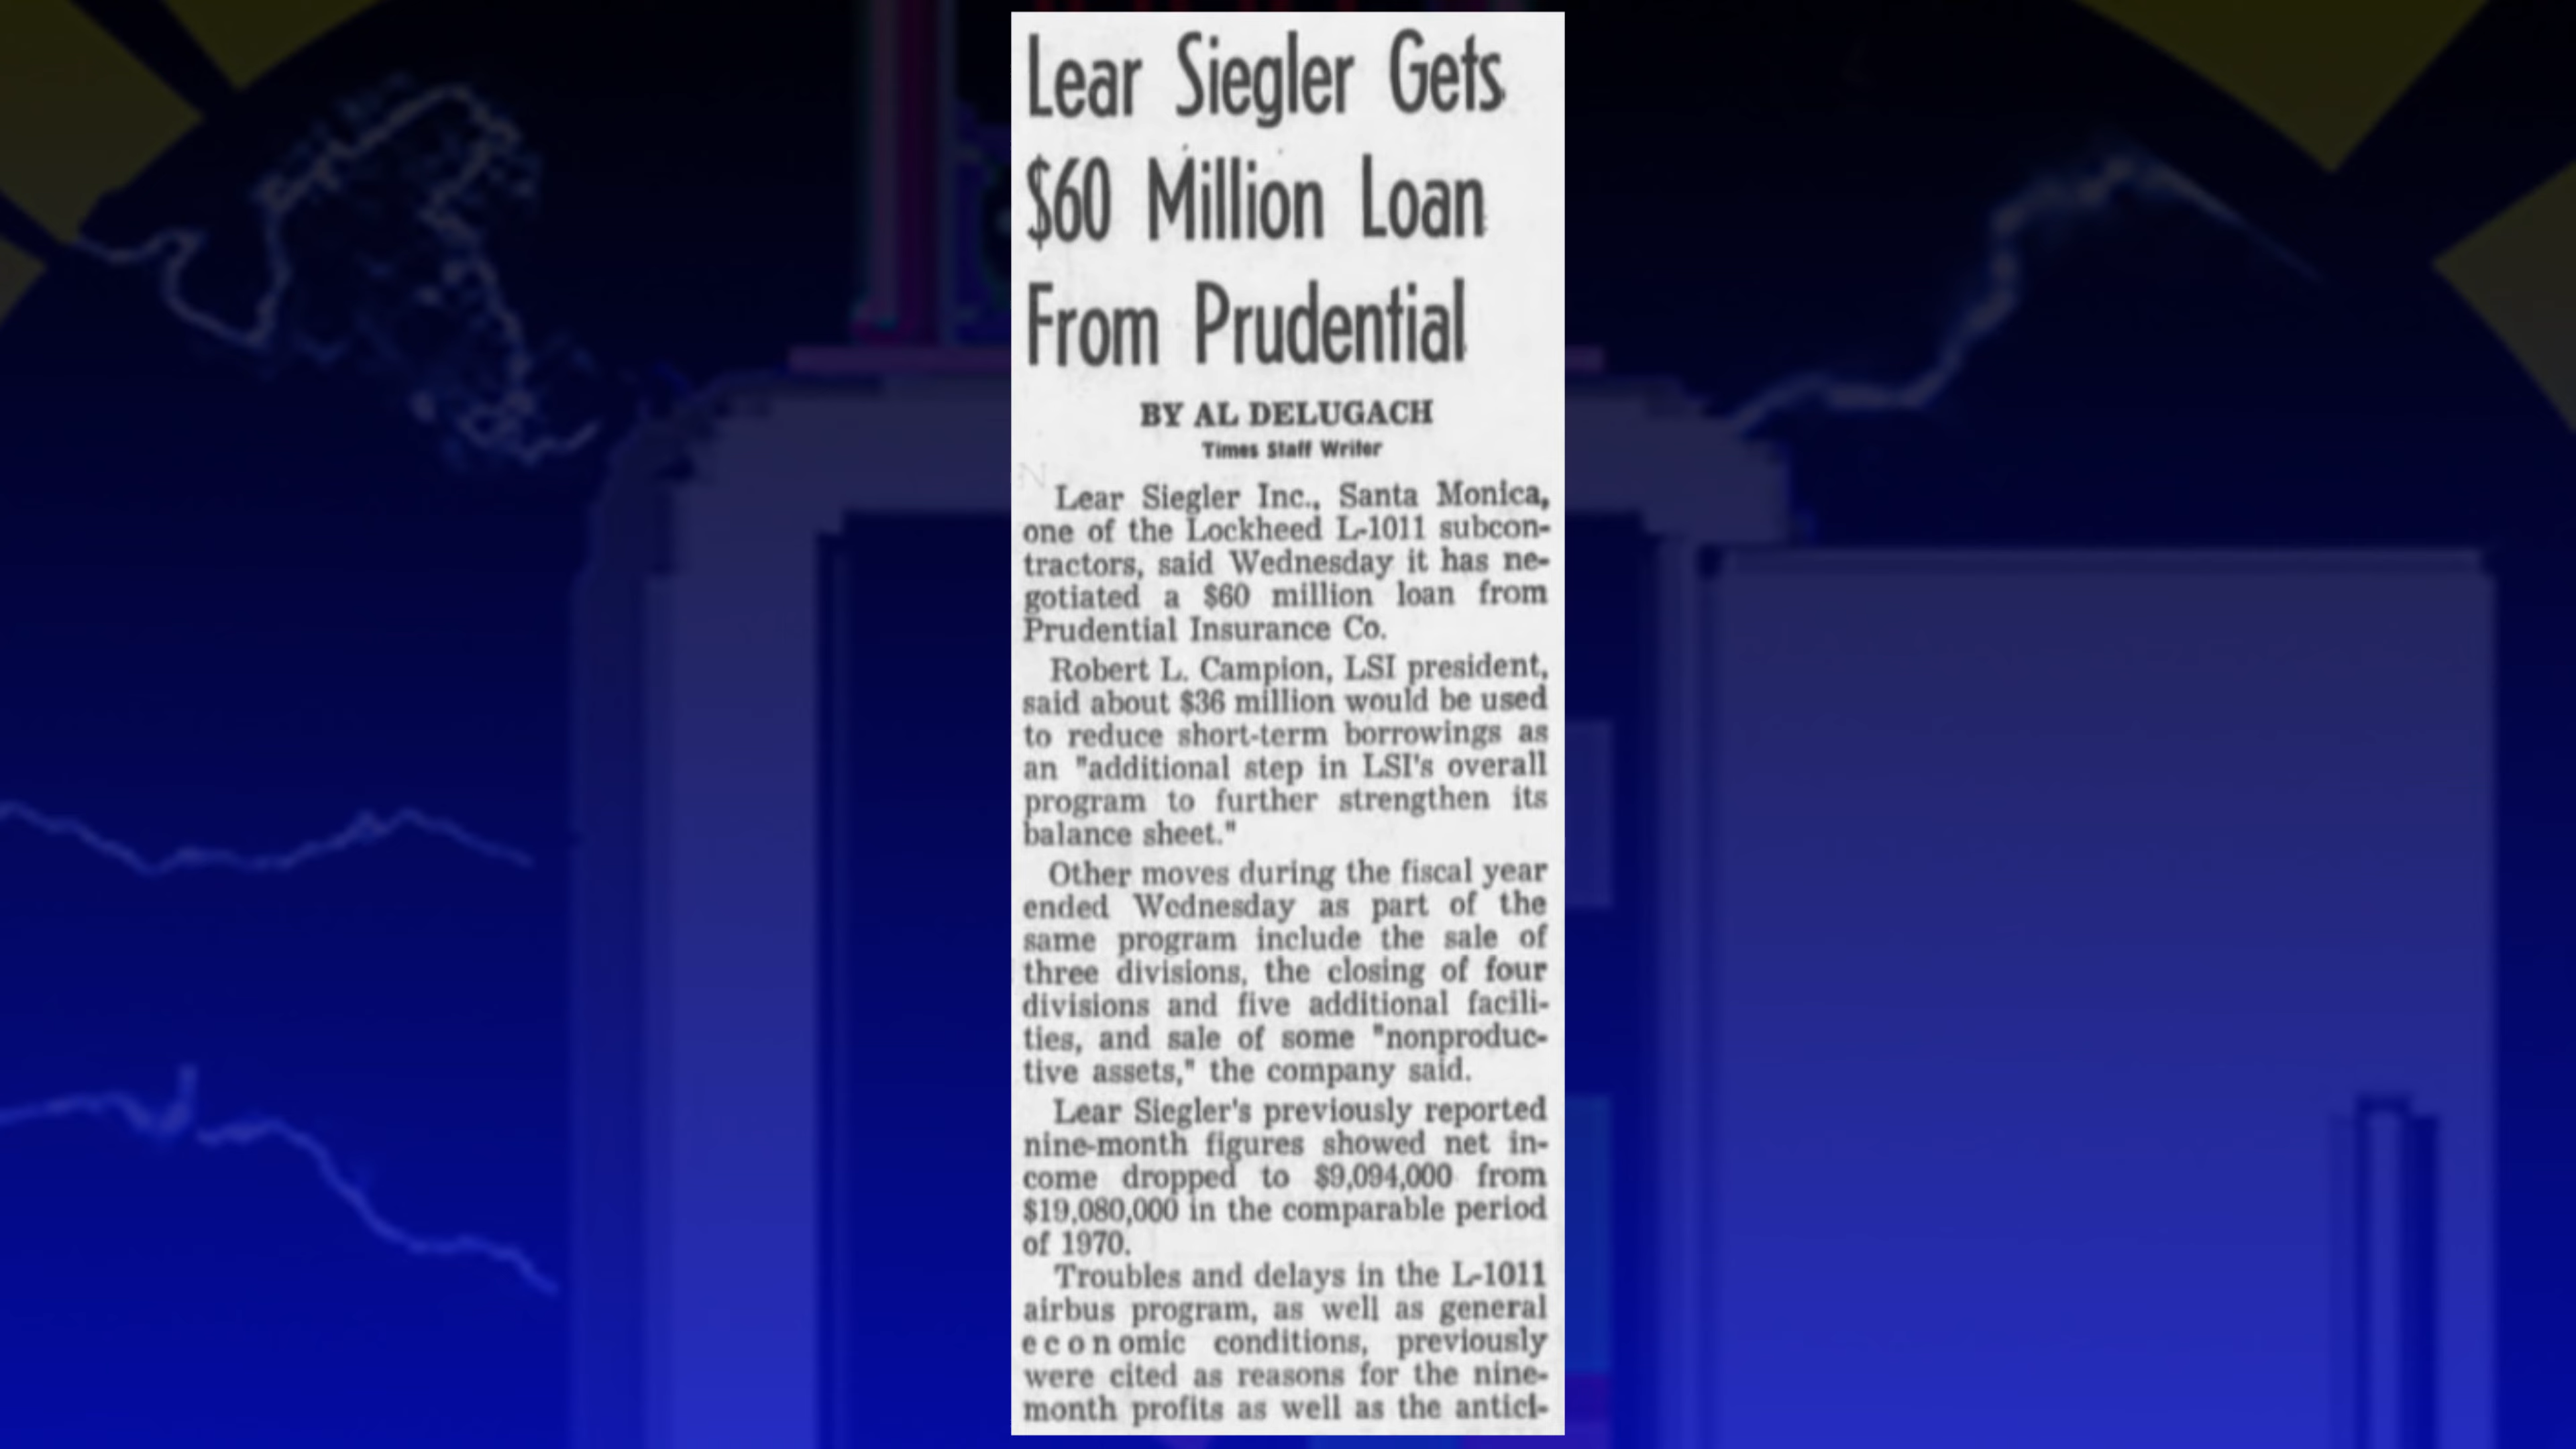 Lear Siegler Gets
$60 Million Loan
From Prudential
BY AL DELUGACH
Times Staff Writer
Lear Siegler Inc., Santa Monica,
one of the Lockheed L-1011 subcon-
tractors, said Wednesday it has ne-
gotiated a $60 million loan from
Prudential Insurance Co.
Robert L. Campion, LSI president,
said about $36 million would be used
to reduce short-term borrowings as
an "additional step in LSI's overall
program to further strengthen its
balance sheet."
Other moves during the fiscal year
ended Wednesday as part of the
same program include the sale of
three divisions, the closing of four
divisions and five additional facili-
ties, and sale of some "nonproduc-
tive assets," the company said.
Lear Siegler's previously reported
nine-month figures showed net in-
come dropped to $9,094,000 from
$19,080,000 in the comparable period
of 1970.
Troubles and delays in the L-1011
airbus program, as well as general
economic conditions, previously
were cited as reasons for the nine-
month profits as well as the antici-